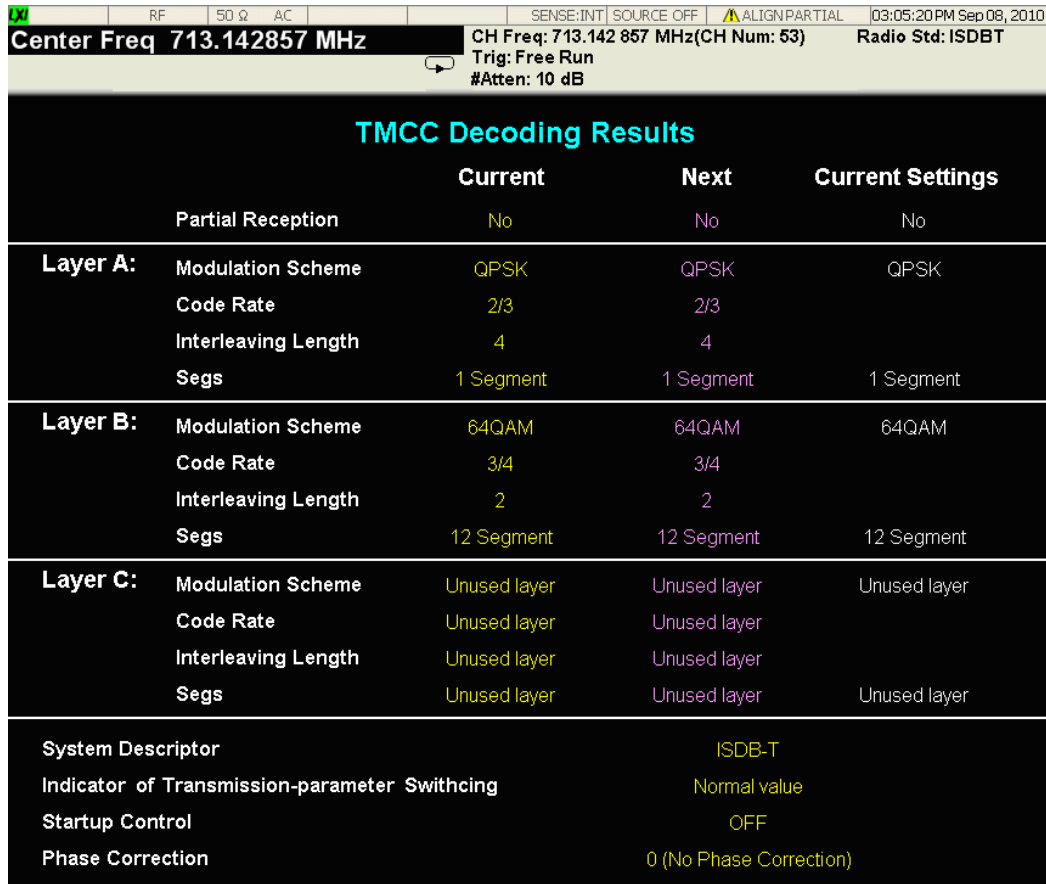 LXI RF 50 Ω AC SENSE:INT SOURCE OFF ALIGN PARTIAL 03:05:20 PM Sep 08, 2010
Center Freq 713.142857 MHz CH Freq: 713.142 857 MHz(CH Num: 53) Radio Std: ISDBT
Trig: Free Run
#Atten: 10 dB
TMCC Decoding Results
Current Next Current Settings
Partial Reception No No No
Layer A: Modulation Scheme QPSK QPSK QPSK
Code Rate 2/3 2/3
Interleaving Length 4 4
Segs 1 Segment 1 Segment 1 Segment
Layer B: Modulation Scheme 64QAM 64QAM 64QAM
Code Rate 3/4 3/4
Interleaving Length 2 2
Segs 12 Segment 12 Segment 12 Segment
Layer C: Modulation Scheme Unused layer Unused layer Unused layer
Code Rate Unused layer Unused layer
Interleaving Length Unused layer Unused layer
Segs Unused layer Unused layer Unused layer
System Descriptor ISDB-T
Indicator of Transmission-parameter Swithcing Normal value
Startup Control OFF
Phase Correction 0 (No Phase Correction)